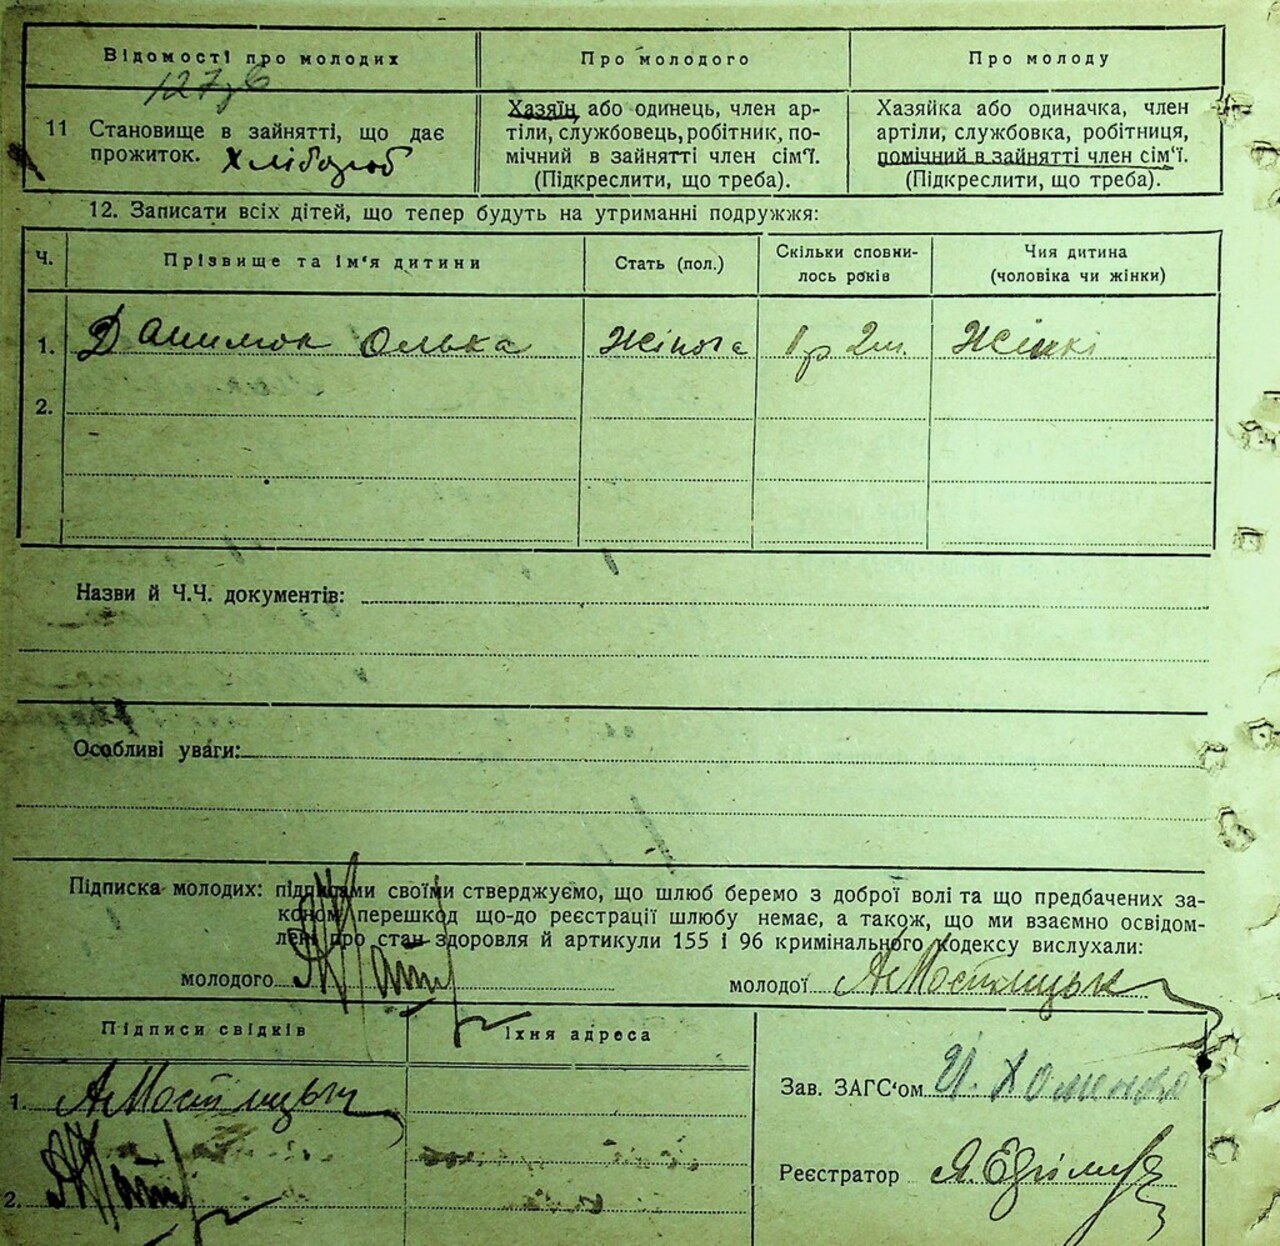 Відомості про молодих
Про молодого
Про молоду
127
11 Становище в зайнятті, що дає
прожиток. Хлібороб
Хазяїн або одинець, член ар-
тіли, службовець, робітник, по-
мічний в зайнятті член сім'ї.
(Підкреслити, що треба).
Хазяйка або одиначка, член
артіли, службовка, робітниця,
помічний в зайнятті член сім'ї.
(Підкреслити, що треба).
12. Записати всіх дітей, що тепер будуть на утриманні подружжя:
Ч.
Прізвище та ім'я дитини
Стать (пол.)
Скільки сповни-
лось років
Чия дитина
(чоловіка чи жінки)
1. Олька Жіноча 1 р 2 м. Жінкі
2.
Назви й Ч.Ч. документів:
Особливі уваги:
Підписка молодих: підписами своїми стверджуємо, що шлюб беремо з доброї волі та що предбачених за-
коном перешкод що-до реєстрації шлюбу немає, а також, що ми взаємно освідом-
лені про стан здоровля й артикули 155 і 96 кримінального кодексу вислухали:
молодого
молодої
Підписи свідків
Їхня адреса
1.
2.
Зав. ЗАГС'ом И. Хоменко
Реєстратор